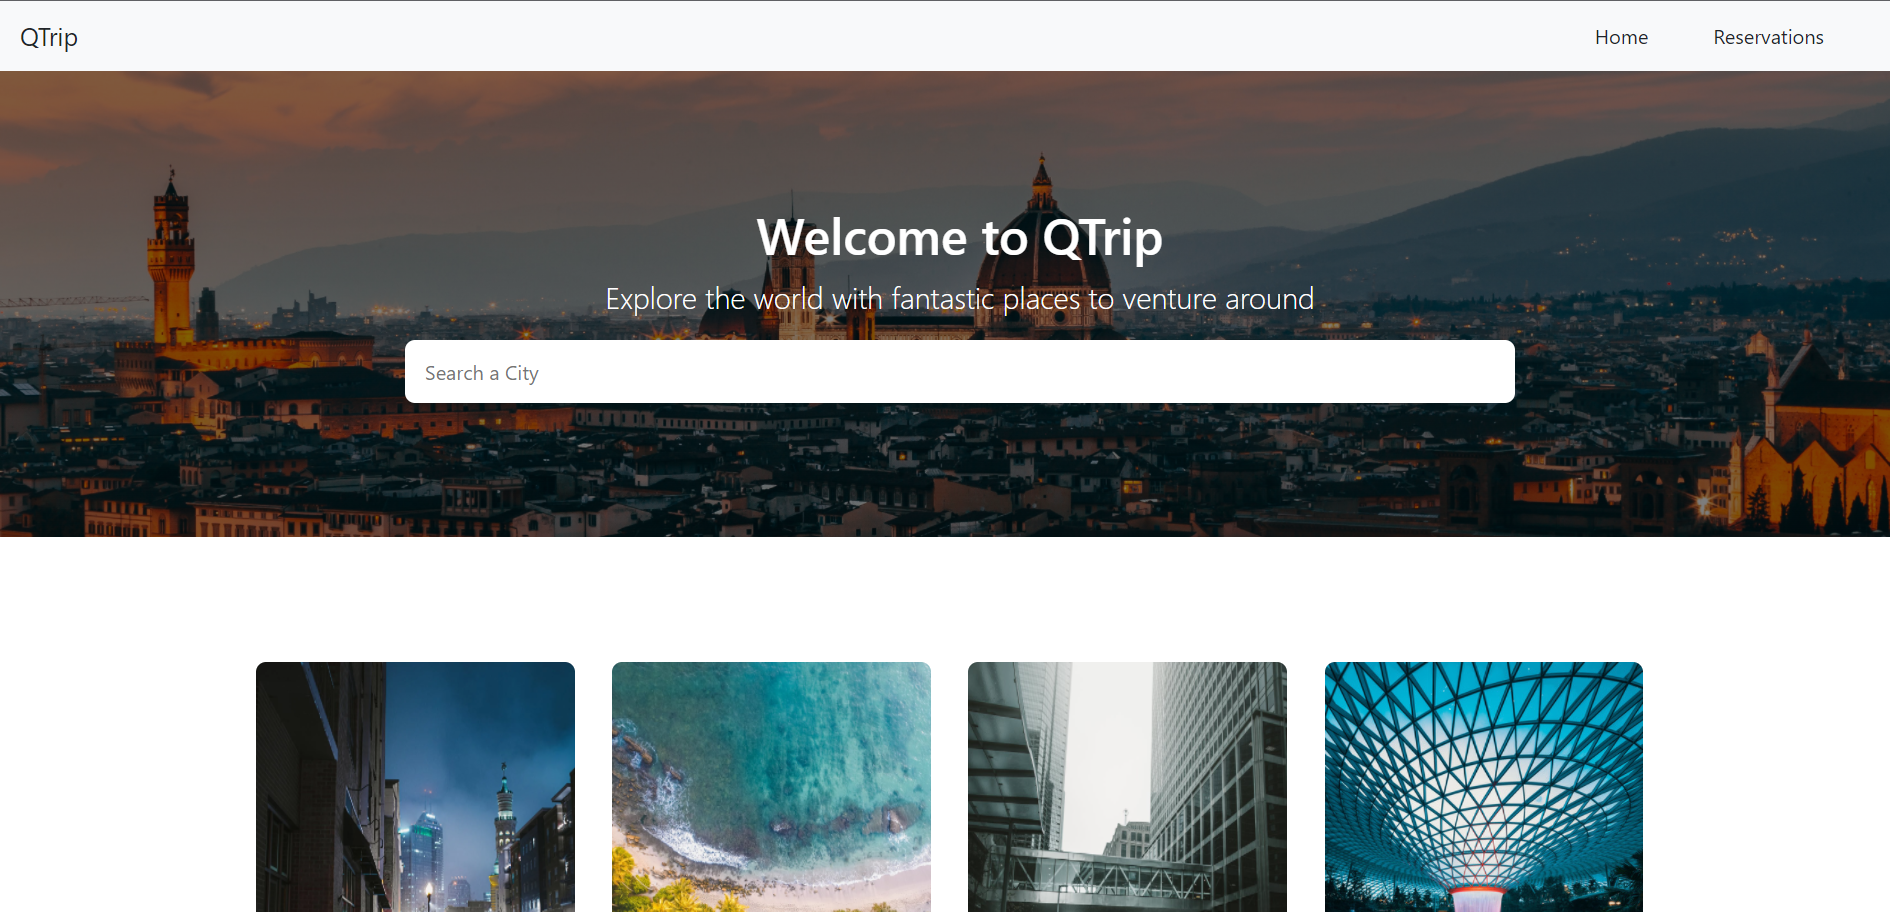 QTrip
Home
Reservations
Welcome to QTrip
Explore the world with fantastic places to venture around
Search a City